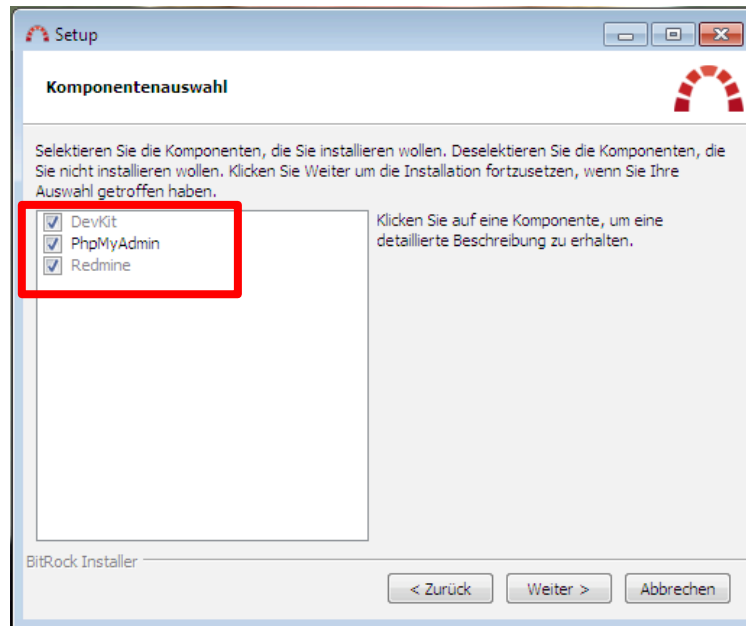 Setup
Komponentenauswahl
Selektieren Sie die Komponenten, die Sie installieren wollen. Deselektieren Sie die Komponenten, die
Sie nicht installieren wollen. Klicken Sie Weiter um die Installation fortzusetzen, wenn Sie Ihre
Auswahl getroffen haben.
DevKit
PhpMyAdmin
Redmine
Klicken Sie auf eine Komponente, um eine
detaillierte Beschreibung zu erhalten.
BitRock Installer
< Zurück
Weiter >
Abbrechen